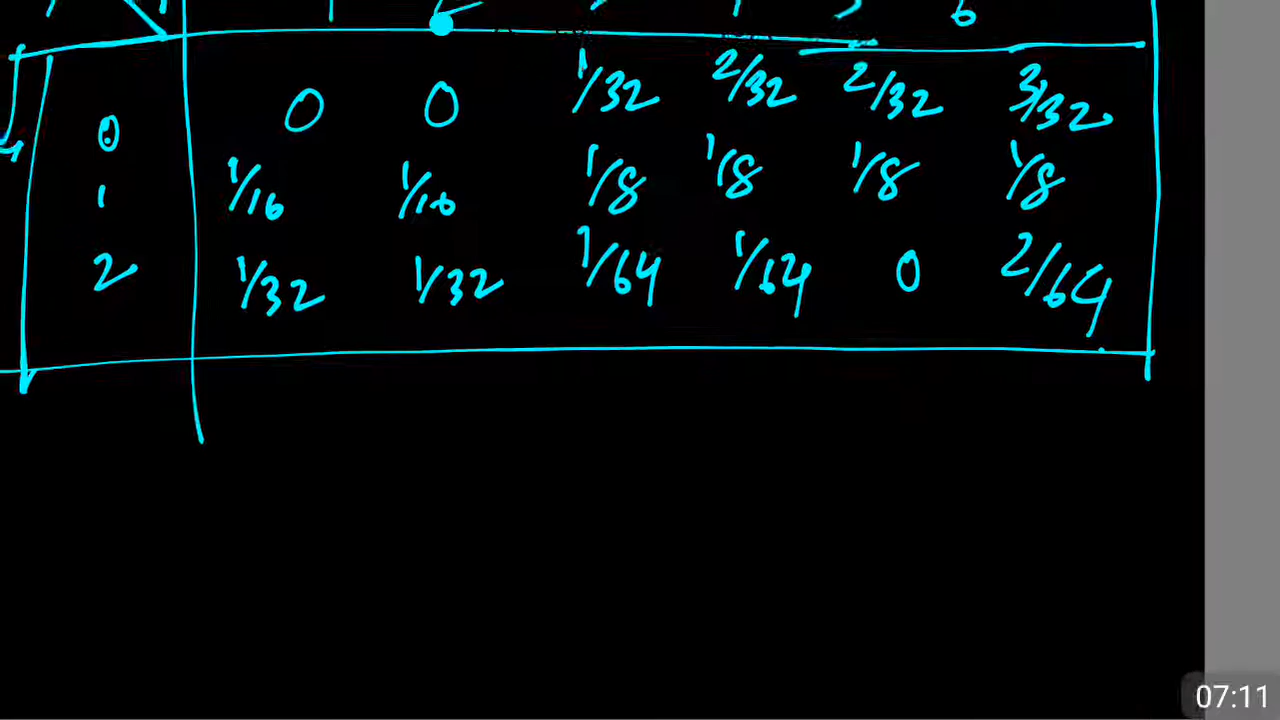 6
0 0 0 1/32 2/32 2/32 3/32
1 1/16 1/16 1/8 1/8 1/8 1/8
2 1/32 1/32 1/64 1/64 0 2/64
07:11